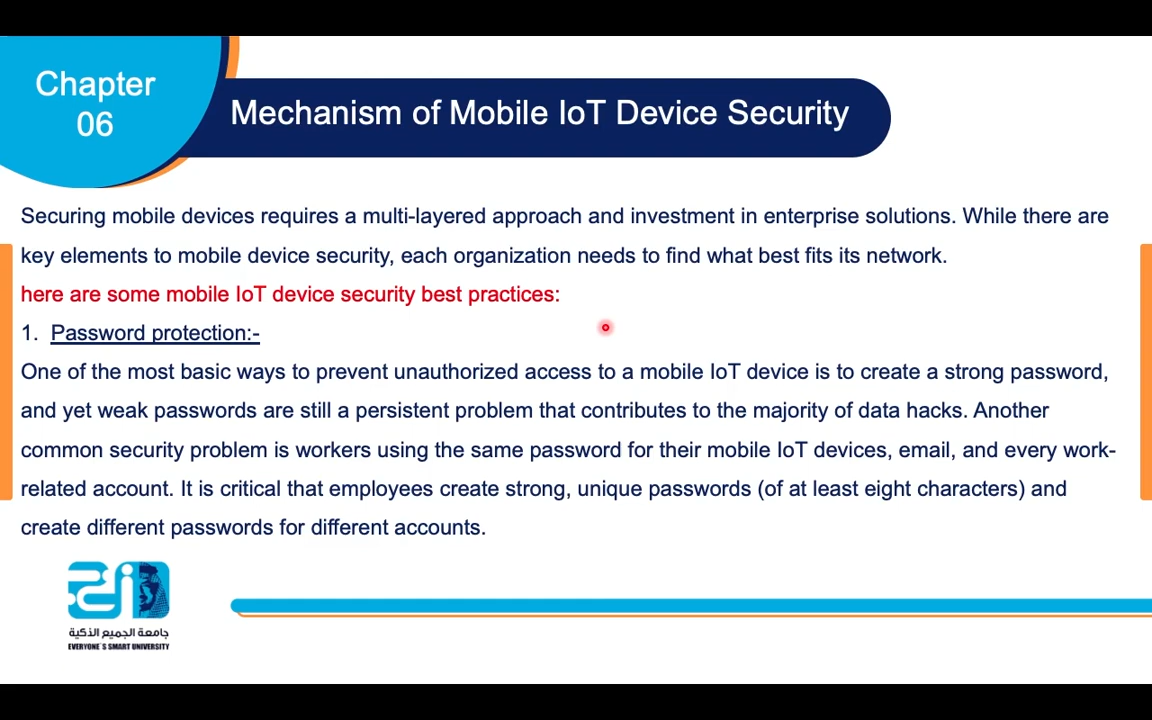 Chapter
06
Mechanism of Mobile IoT Device Security
Securing mobile devices requires a multi-layered approach and investment in enterprise solutions. While there are
key elements to mobile device security, each organization needs to find what best fits its network.
here are some mobile IoT device security best practices:
1. Password protection:-
One of the most basic ways to prevent unauthorized access to a mobile IoT device is to create a strong password,
and yet weak passwords are still a persistent problem that contributes to the majority of data hacks. Another
common security problem is workers using the same password for their mobile IoT devices, email, and every work-
related account. It is critical that employees create strong, unique passwords (of at least eight characters) and
create different passwords for different accounts.
جامعة الجميع الذكية
EVERYONE`S SMART UNIVERSITY